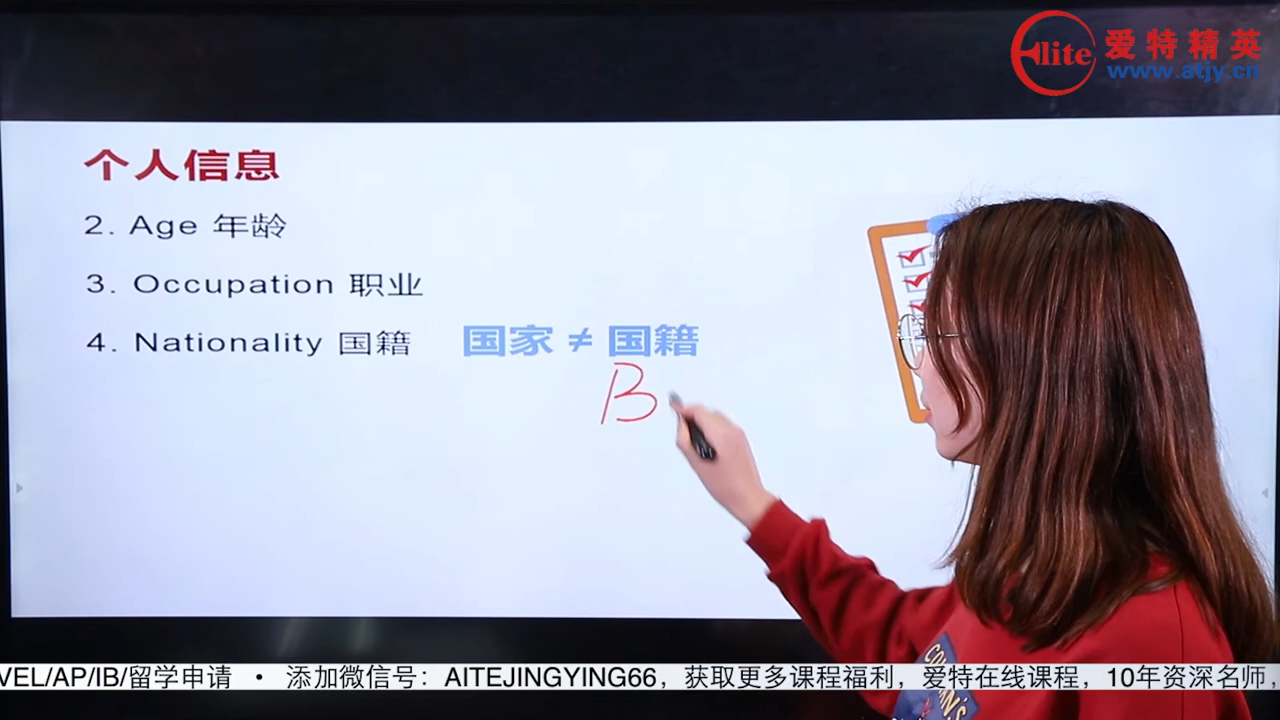 Elite 爱特精英
www.atjy.cn
个人信息
2. Age 年龄
3. Occupation 职业
4. Nationality 国籍 国家 ≠ 国籍
B
VEL/AP/IB/留学申请 • 添加微信号：AITEJINGYING66，获取更多课程福利，爱特在线课程，10年资深名师，